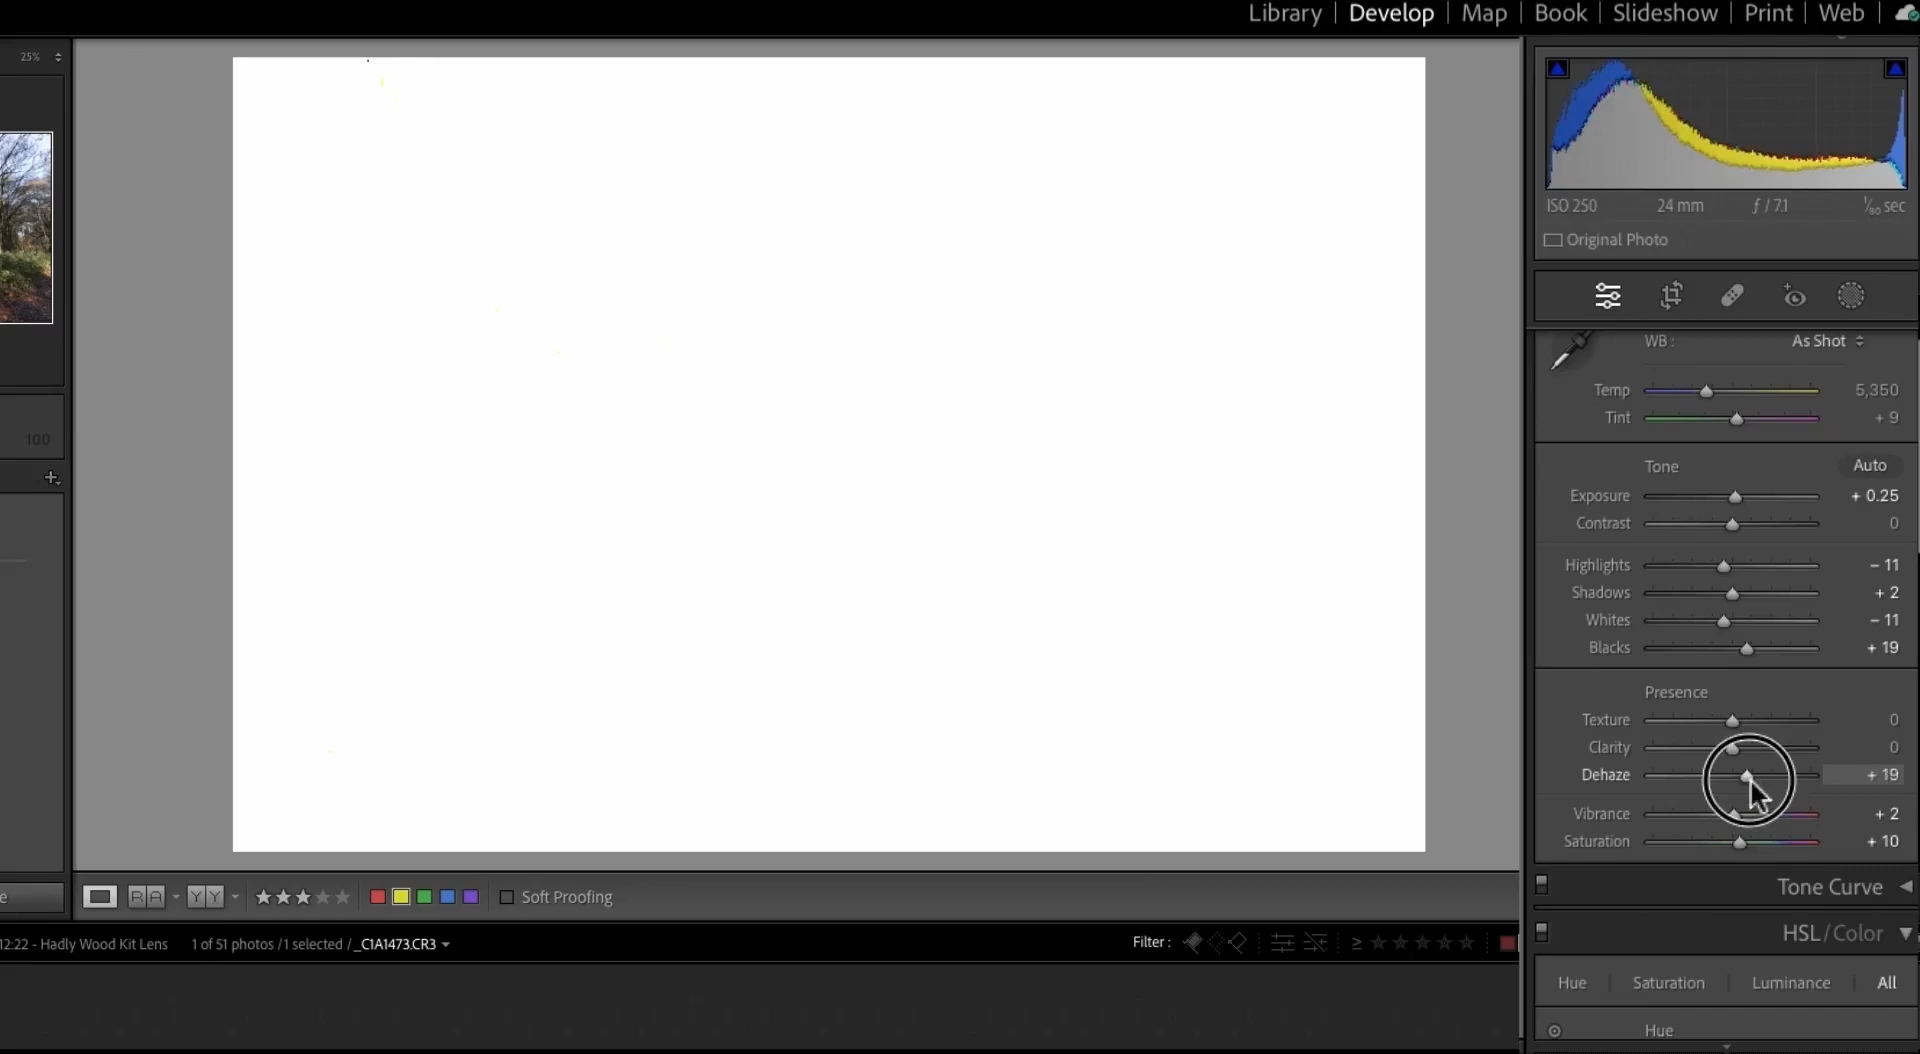 Library | Develop | Map | Book | Slideshow | Print | Web |
25%
ISO 250 24 mm ƒ / 7.1 1/80 sec
Original Photo
WB : As Shot
Temp 5,350
Tint + 9
100
Tone Auto
Exposure + 0.25
Contrast 0
Highlights – 11
Shadows + 2
Whites – 11
Blacks + 19
Presence
Texture 0
Clarity 0
Dehaze + 19
Vibrance + 2
Saturation + 10
Tone Curve
e R A Y Y Soft Proofing
HSL / Color
12:22 - Hadly Wood Kit Lens 1 of 51 photos / 1 selected / _C1A1473.CR3 Filter : ≥
Hue | Saturation | Luminance | All
Hue